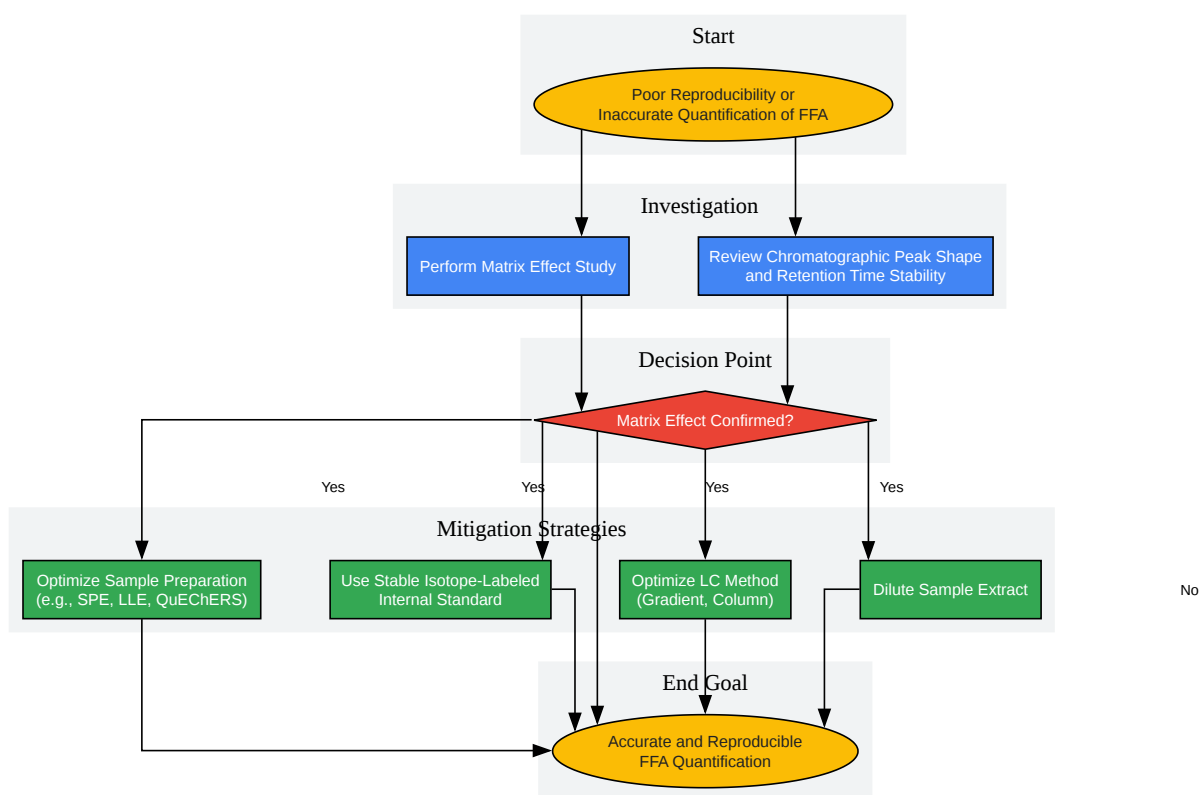 Start
Poor Reproducibility or
Inaccurate Quantification of FFA
Investigation
Perform Matrix Effect Study
Review Chromatographic Peak Shape
and Retention Time Stability
Decision Point
Matrix Effect Confirmed?
Yes
Yes
Yes
Yes
Mitigation Strategies
Optimize Sample Preparation
(e.g., SPE, LLE, QuEChERS)
Use Stable Isotope-Labeled
Internal Standard
Optimize LC Method
(Gradient, Column)
Dilute Sample Extract
No
End Goal
Accurate and Reproducible
FFA Quantification